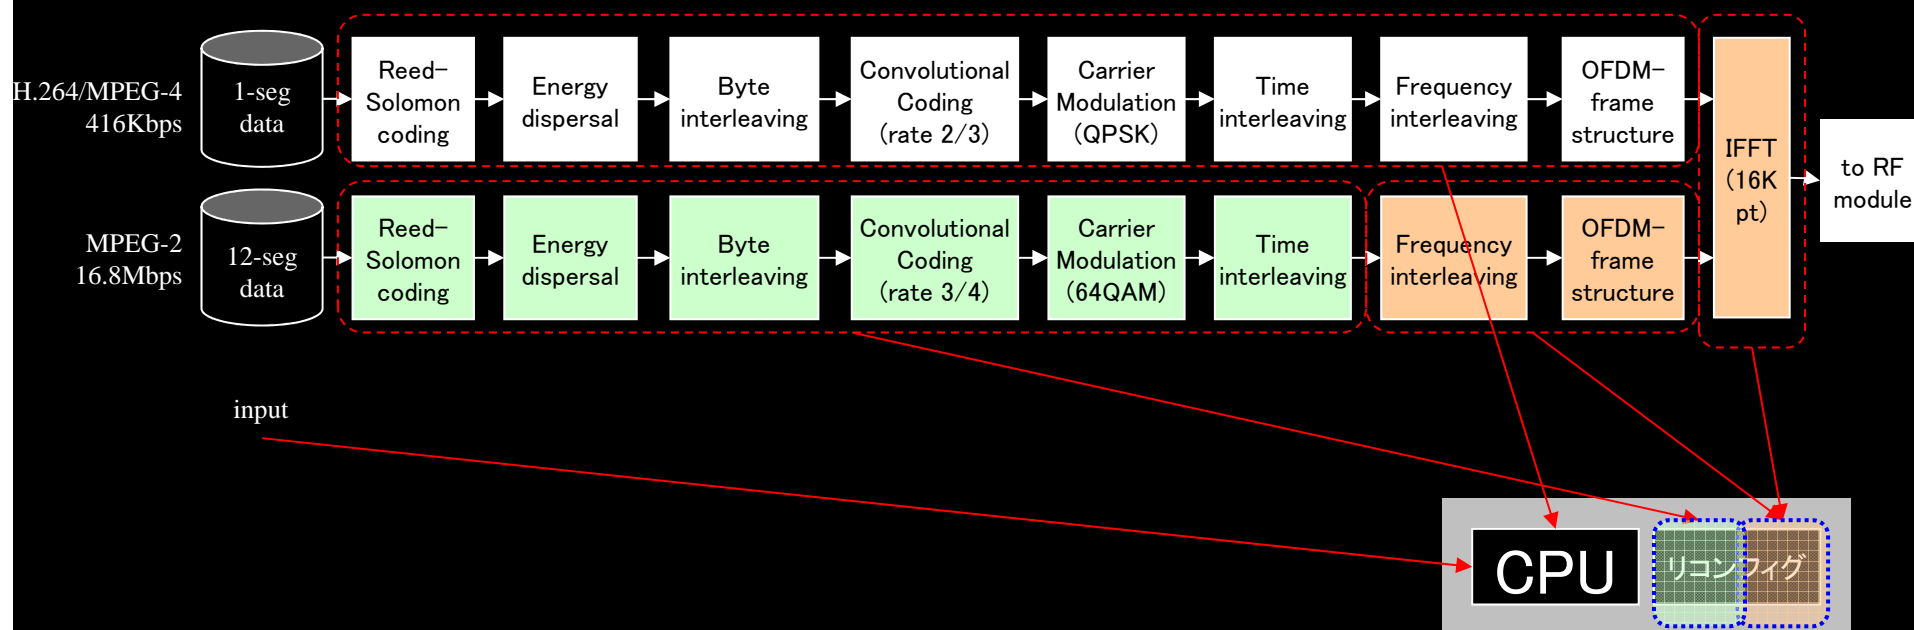 H.264/MPEG-4
416Kbps
1-seg
data
Reed-
Solomon
coding
Energy
dispersal
Byte
interleaving
Convolutional
Coding
(rate 2/3)
Carrier
Modulation
(QPSK)
Time
interleaving
Frequency
interleaving
OFDM-
frame
structure
IFFT
(16K
pt)
to RF
module
MPEG-2
16.8Mbps
12-seg
data
Reed-
Solomon
coding
Energy
dispersal
Byte
interleaving
Convolutional
Coding
(rate 3/4)
Carrier
Modulation
(64QAM)
Time
interleaving
Frequency
interleaving
OFDM-
frame
structure
input
CPU
リコンフィグ